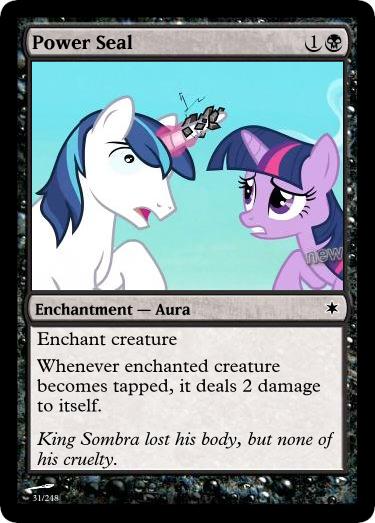 Power Seal 1
new
Enchantment — Aura
Enchant creature
Whenever enchanted creature
becomes tapped, it deals 2 damage
to itself.
King Sombra lost his body, but none of
his cruelty.
31/248